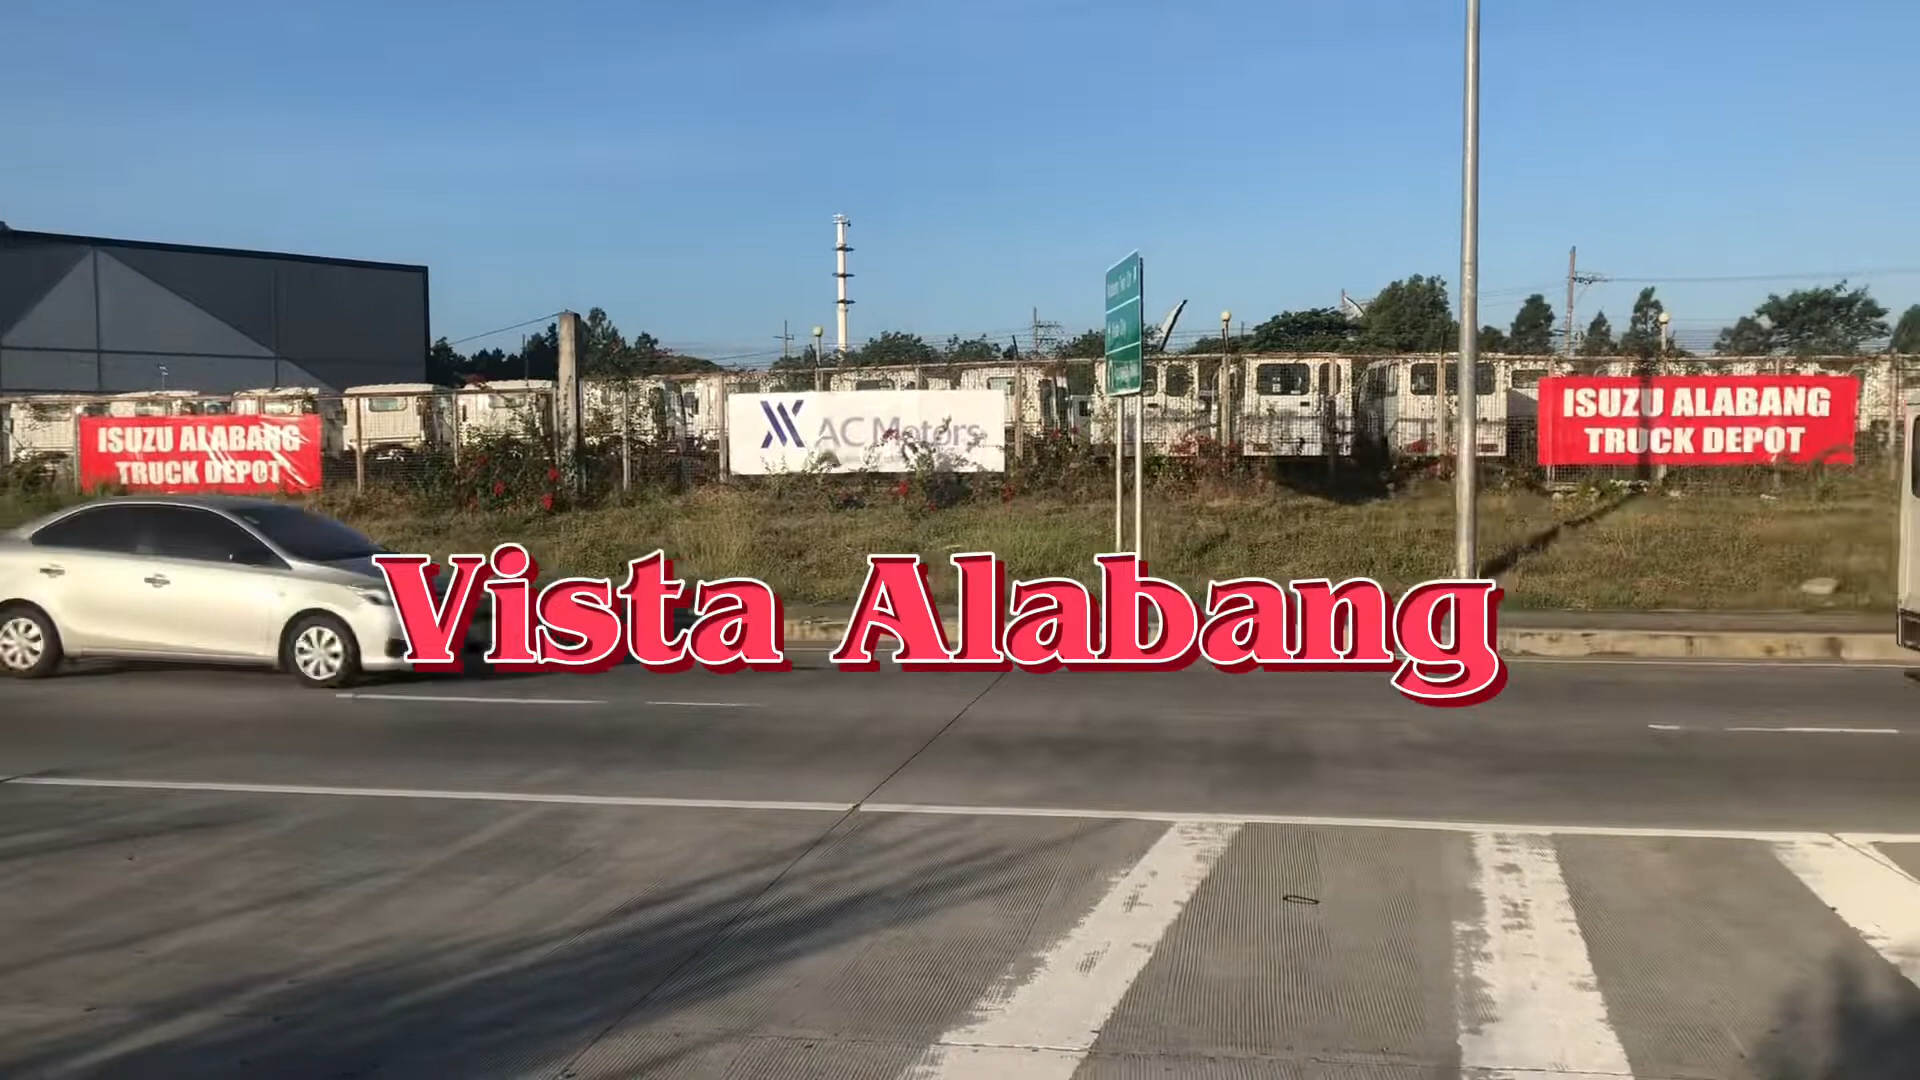 ISUZU ALABANG
TRUCK DEPOT
AC Motors
ISUZU ALABANG
TRUCK DEPOT
Vista Alabang